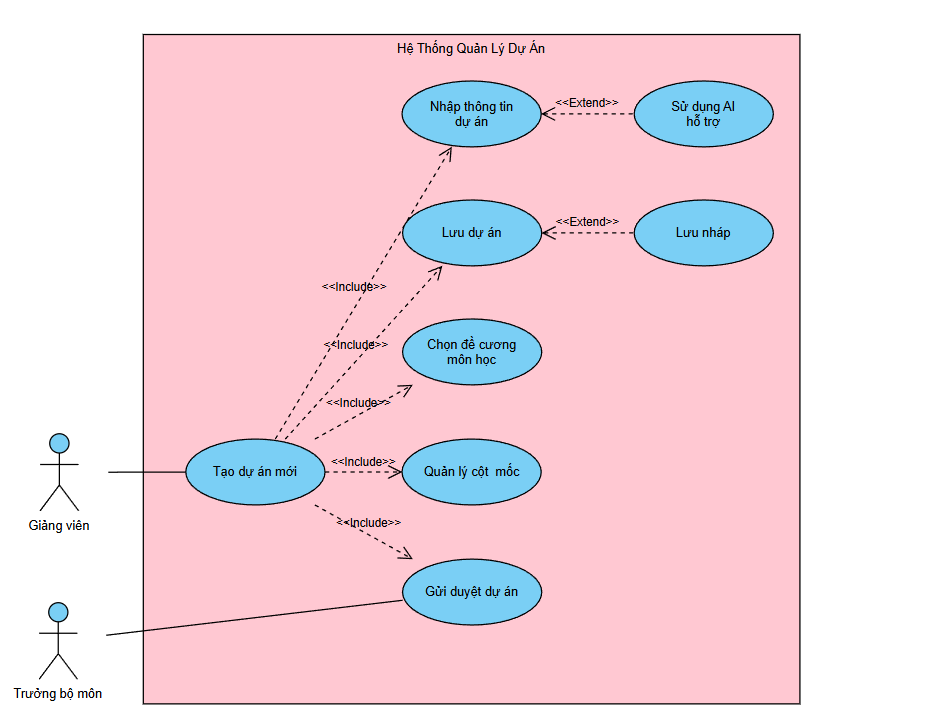 Hệ Thống Quản Lý Dự Án
Nhập thông tin
dự án
<<Extend>>
Sử dụng AI
hỗ trợ
Lưu dự án
<<Extend>>
Lưu nháp
<<Include>>
<<Include>>
Chọn đề cương
môn học
<<Include>>
Tạo dự án mới
<<Include>>
Quản lý cột mốc
Giảng viên
<<Include>>
Gửi duyệt dự án
Trưởng bộ môn